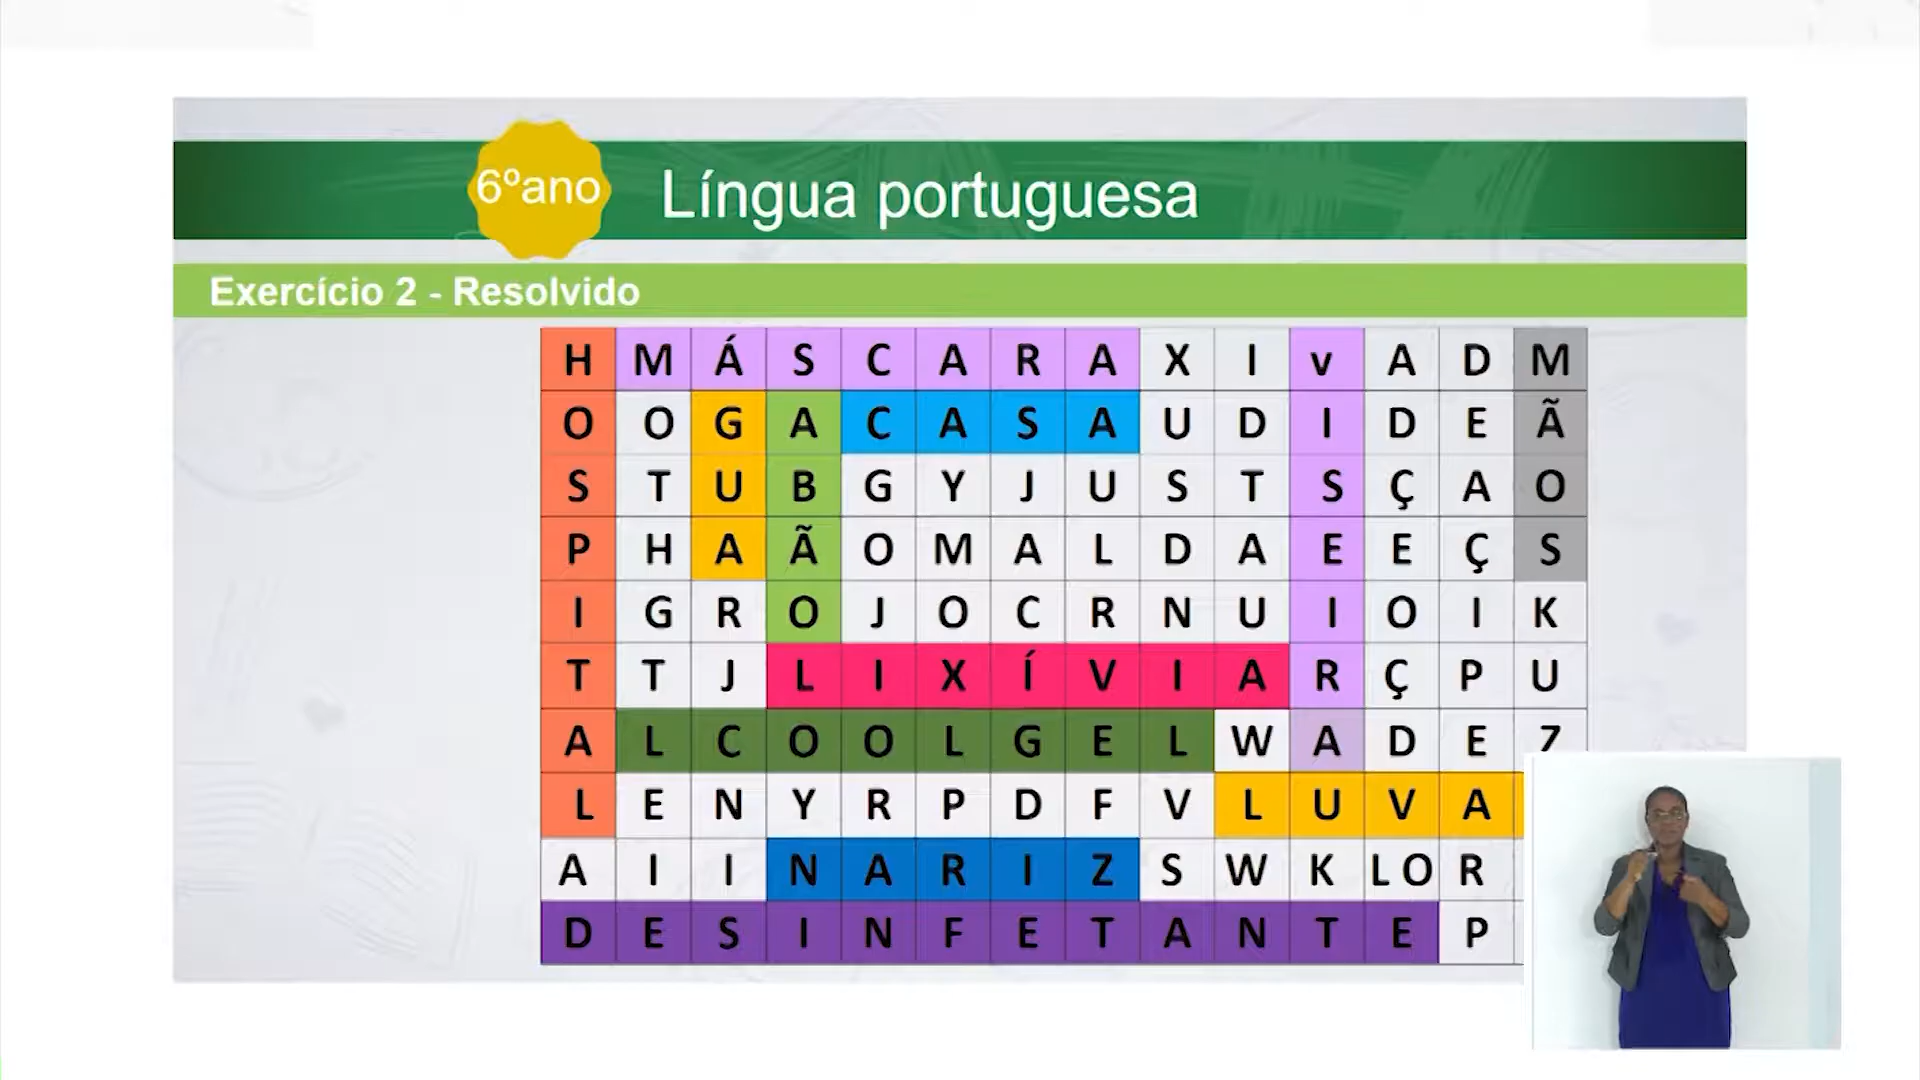 6ºano
Língua portuguesa
Exercício 2 - Resolvido
H M Á S C A R A X I v A D M
O O G A C A S A U D I D E Ã
S T U B G Y J U S T S Ç A O
P H A Ã O M A L D A E E Ç S
I G R O J O C R N U I O I K
T T J L I X Í V I A R Ç P U
A L C O O L G E L W A D E Z
L E N Y R P D F V L U V A
A I I N A R I Z S W K LO R
D E S I N F E T A N T E P